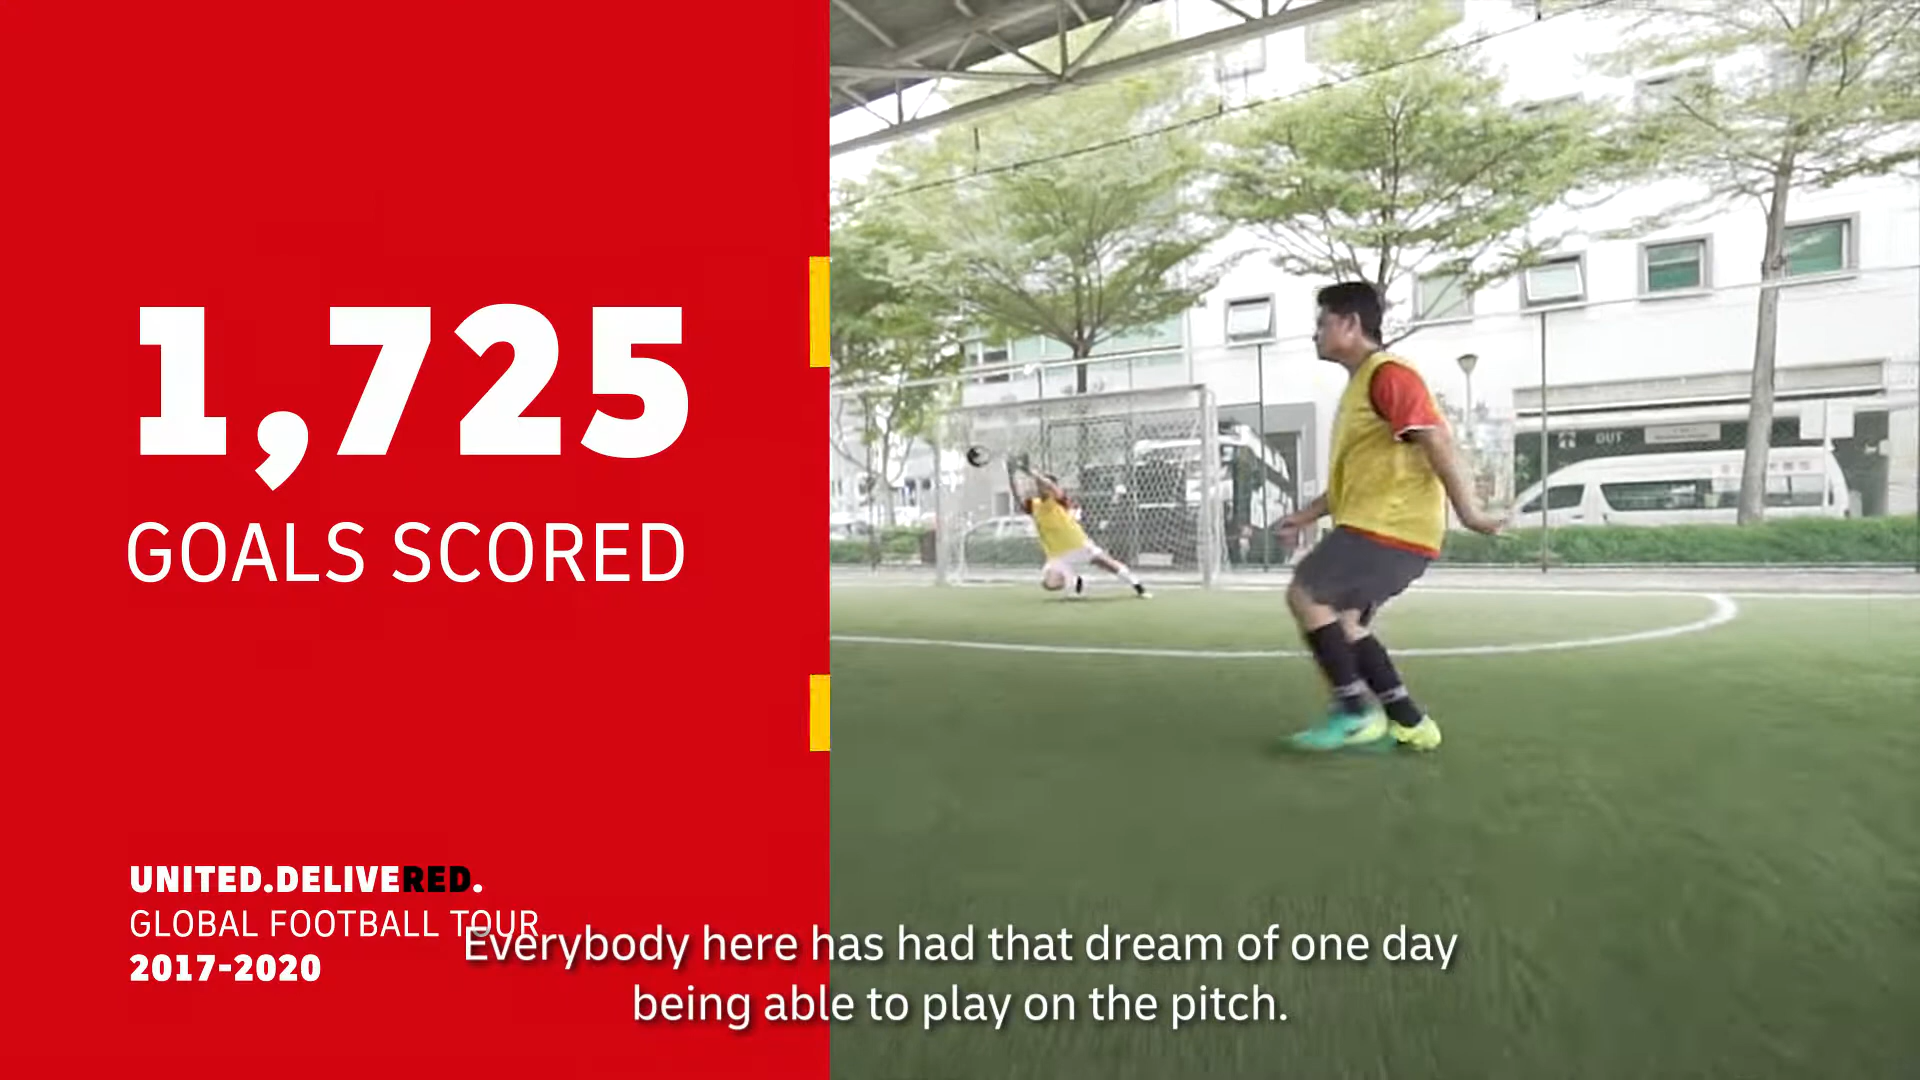 1,725
GOALS SCORED
OUT
UNITED.DELIVERED.
GLOBAL FOOTBALL TOUR
2017-2020
Everybody here has had that dream of one day
being able to play on the pitch.